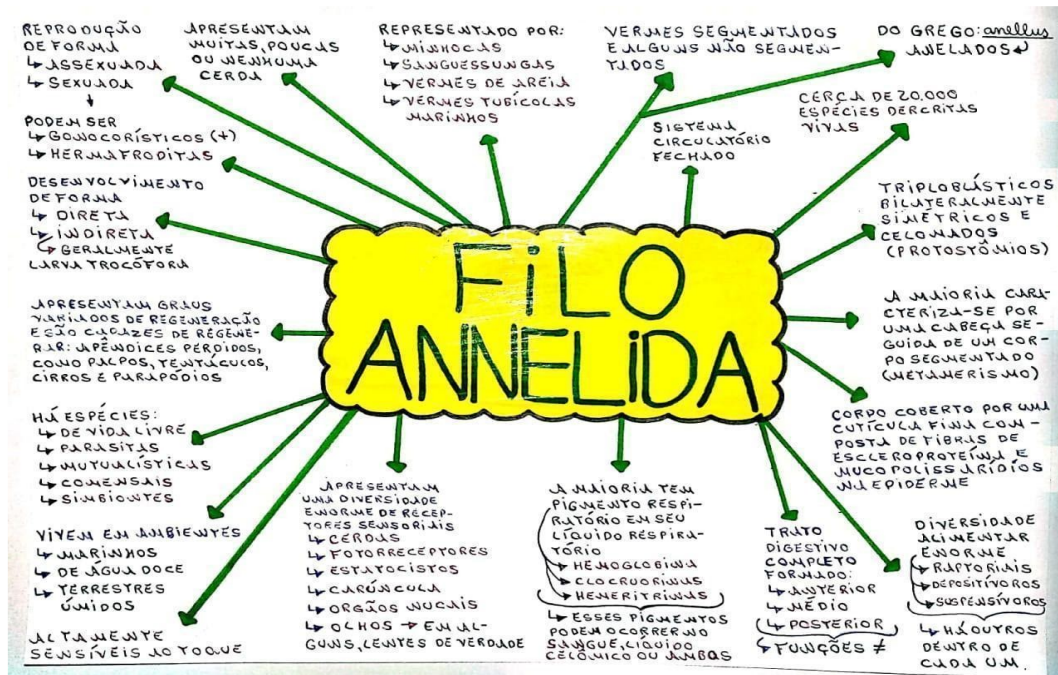 REPRODUÇÃO
DE FORMA
↳ ASSEXUADA
↳ SEXUADA
↓
PODEM SER
↳ GONOCORÍSTICOS (+)
↳ HERMAFRODITAS
DESENVOLVIMENTO
DE FORMA
↳ DIRETA
↳ INDIRETA
↳ GERALMENTE
LARVA TROCÓFORA
APRESENTAM GRAUS
VARIADOS DE REGENERAÇÃO
E SÃO CAPAZES DE REGENE-
RAR: APÊNDICES PERDIDOS,
COMO PALPOS, TENTÁCULOS,
CIRROS E PARAPÓDIOS
HÁ ESPÉCIES:
↳ DE VIDA LIVRE
↳ PARASITAS
↳ MUTUALÍSTICAS
↳ COMENSAIS
↳ SIMBIONTES
VIVEM EM AMBIENTES
↳ MARINHOS
↳ DE ÁGUA DOCE
↳ TERRESTRES
ÚMIDOS
ALTAMENTE
SENSÍVEIS AO TOQUE
APRESENTAM
MUITAS, POUCAS
OU NENHUMA
CERDA
REPRESENTADO POR:
↳ MINHOCAS
↳ SANGUESSUNGAS
↳ VERMES DE AREIA
↳ VERMES TUBÍCOLAS
MARINHOS
VERMES SEGMENTADOS
E ALGUNS NÃO SEGMEN-
TADOS
DO GREGO: anellus
ANELADOS↲
SISTEMA
CIRCULATÓRIO
FECHADO
CERCA DE 20.000
ESPÉCIES DERCRITAS
VIVAS
TRIPLOBLÁSTICOS
BILATERALMENTE
SIMÉTRICOS E
CELOMADOS
(PROTOSTÔMIOS)
FILO
ANNELIDA
A MAIORIA CARA-
CTERIZA-SE POR
UMA CABEÇA SE-
GUIDA DE UM COR-
PO SEGMENTADO
(METAMERISMO)
CORPO COBERTO POR UMA
CUTÍCULA FINA COM-
POSTA DE FIBRAS DE
ESCLEROPROTEÍNA E
MUCOPOLISSARÍDIOS
NA EPIDERME
APRESENTAM
UMA DIVERSIDADE
ENORME DE RECEP-
TORES SENSORIAIS
↳ CERDAS
↳ FOTORRECEPTORES
↳ ESTATOCISTOS
↳ CARÚNCULA
↳ ORGÃOS NUCAIS
↳ OLHOS → EM AL-
GUNS, LENTES DE VERDADE
A MAIORIA TEM
PIGMENTO RESPI-
RATÓRIO EM SEU
LÍQUIDO RESPIRA-
TÓRIO
↳ HEMOGLOBINA
↳ CLOCRUORINAS
↳ HEMERITRINAS
↳ ESSES PIGMENTOS
PODEM OCORRER NO
SANGUE, LÍQUIDO
CELÔMICO OU AMBAS
TRATO
DIGESTIVO
COMPLETO
FORMADO:
↳ ANTERIOR
↳ MÉDIO
↳ POSTERIOR
↳ FUNÇÕES ≠
DIVERSIDADE
ALIMENTAR
ENORME
↳ RAPTORIAIS
↳ DEPOSITÍVOROS
↳ SUSPENSÍVOROS
↳ HÁ OUTROS
DENTRO DE
CADA UM.